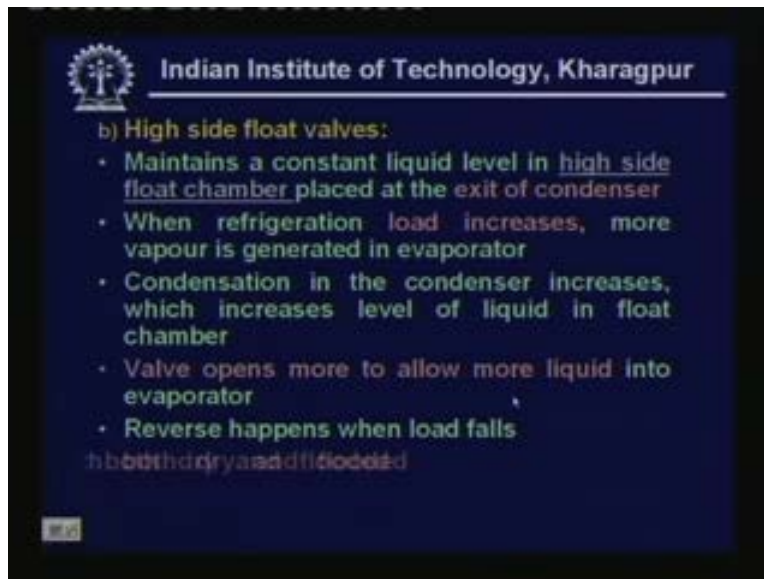 Indian Institute of Technology, Kharagpur
b) High side float valves:
• Maintains a constant liquid level in high side
float chamber placed at the exit of condenser
• When refrigeration load increases, more
vapour is generated in evaporator
• Condensation in the condenser increases,
which increases level of liquid in float
chamber
• Valve opens more to allow more liquid into
evaporator
• Reverse happens when load falls